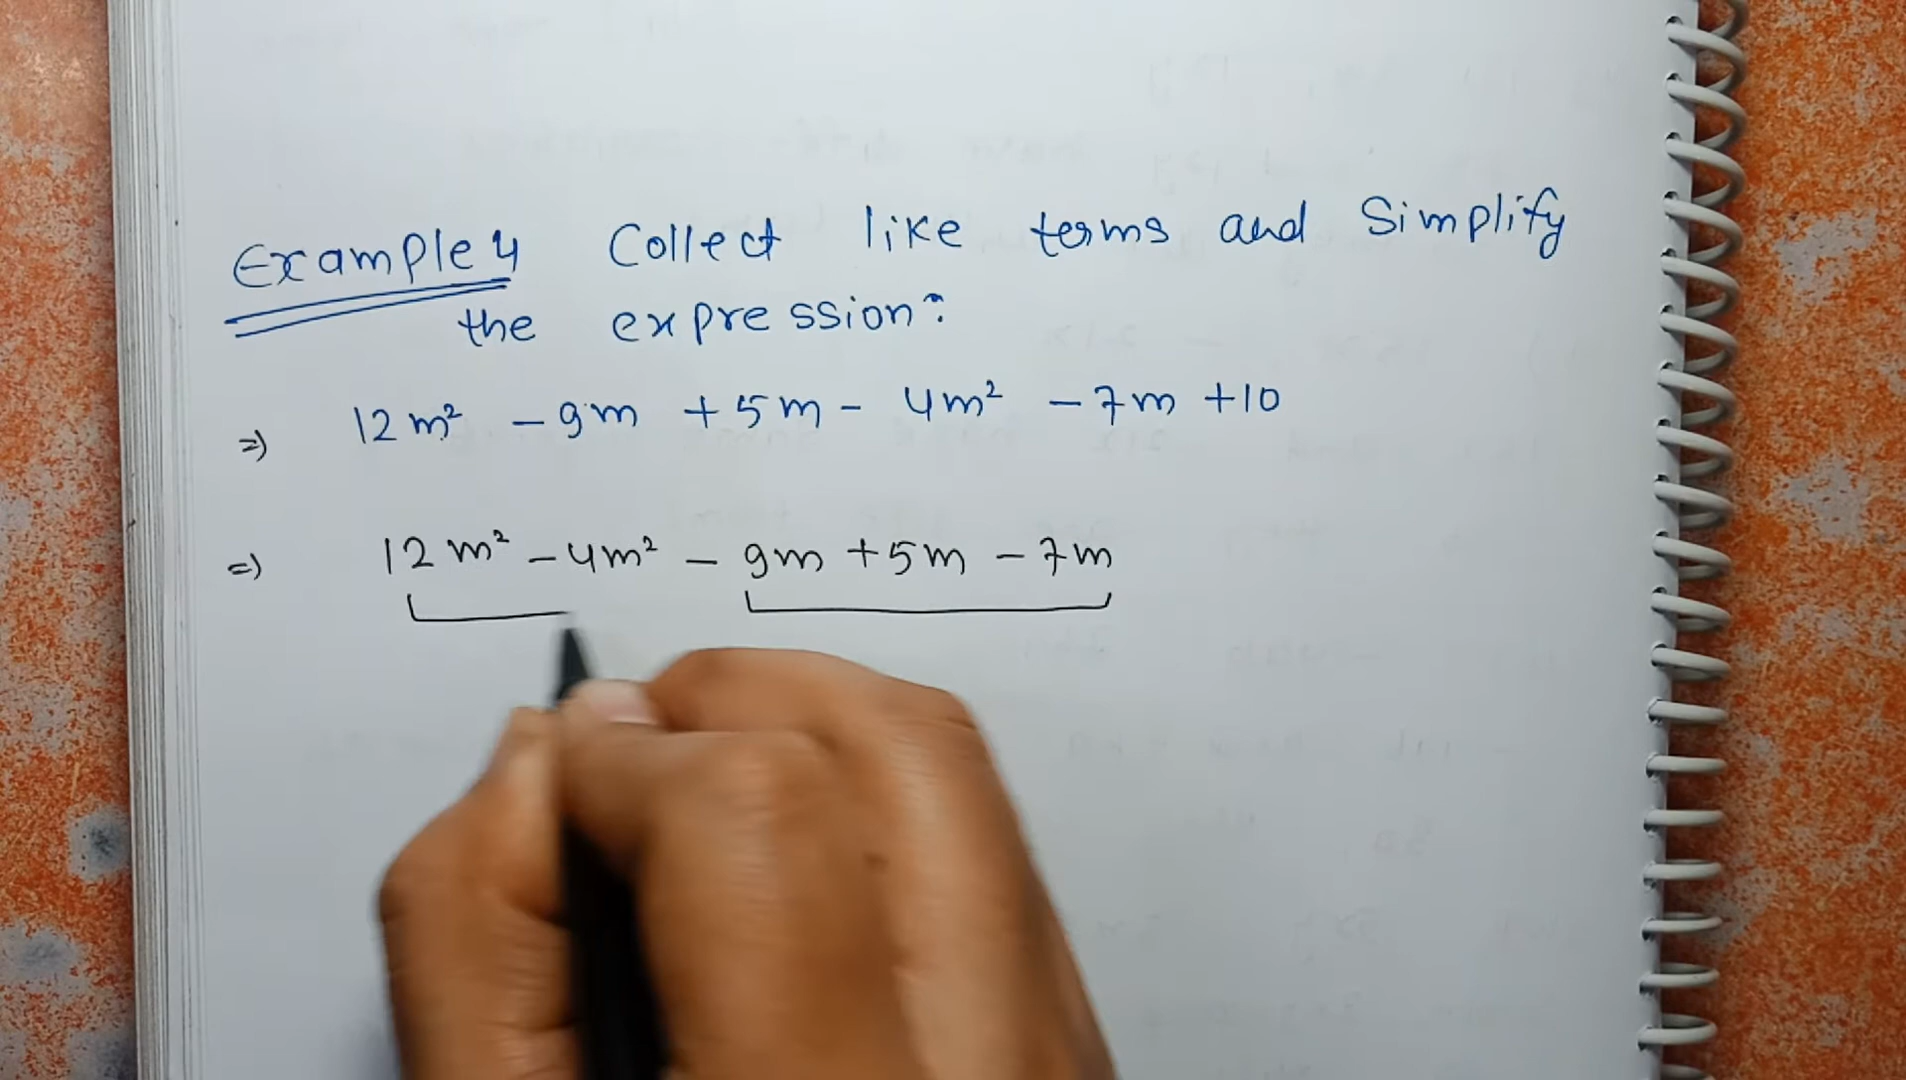 Example 4 Collect like terms and Simplify
the expression:
=) 12m² - 9m + 5m - 4m² - 7m + 10
=) 12m² - 4m² - 9m + 5m - 7m